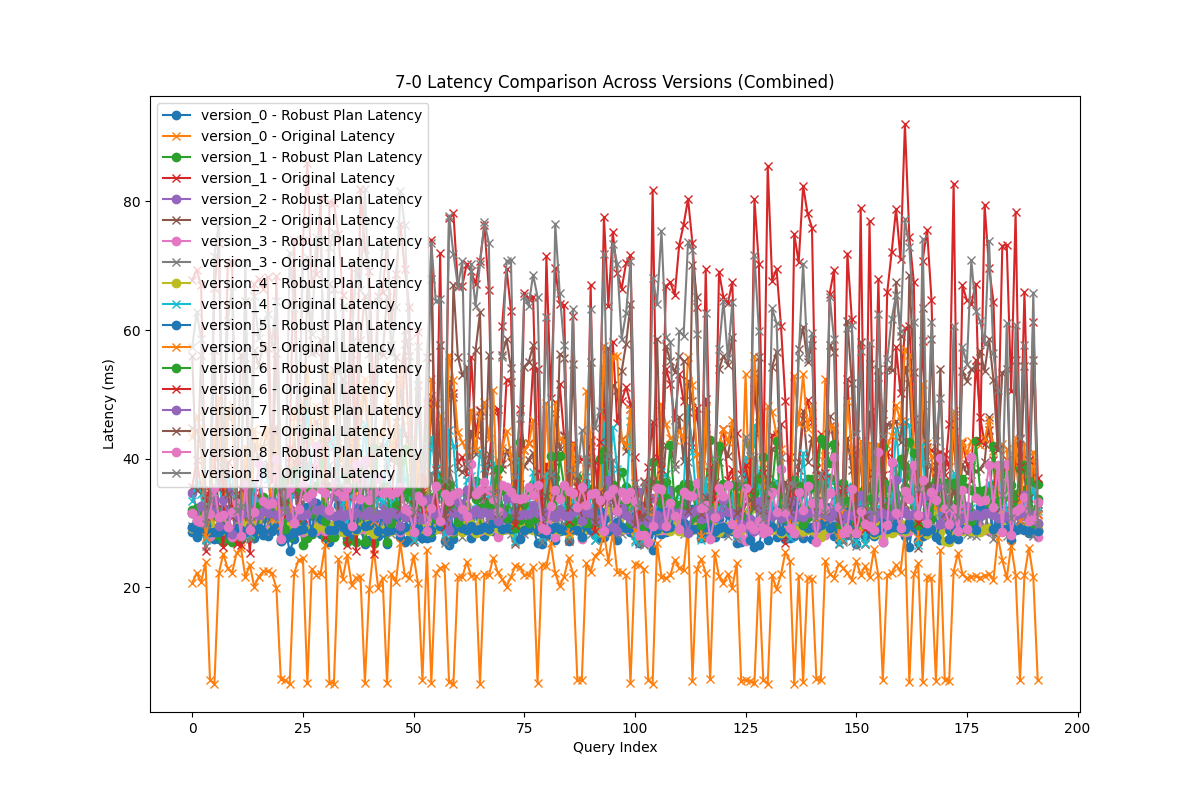 7-0 Latency Comparison Across Versions (Combined)
version_0 - Robust Plan Latency
version_0 - Original Latency
version_1 - Robust Plan Latency
version_1 - Original Latency
version_2 - Robust Plan Latency
version_2 - Original Latency
version_3 - Robust Plan Latency
version_3 - Original Latency
version_4 - Robust Plan Latency
version_4 - Original Latency
version_5 - Robust Plan Latency
version_5 - Original Latency
version_6 - Robust Plan Latency
version_6 - Original Latency
version_7 - Robust Plan Latency
version_7 - Original Latency
version_8 - Robust Plan Latency
version_8 - Original Latency
Latency (ms)
80
60
40
20
0 25 50 75 100 125 150 175 200
Query Index